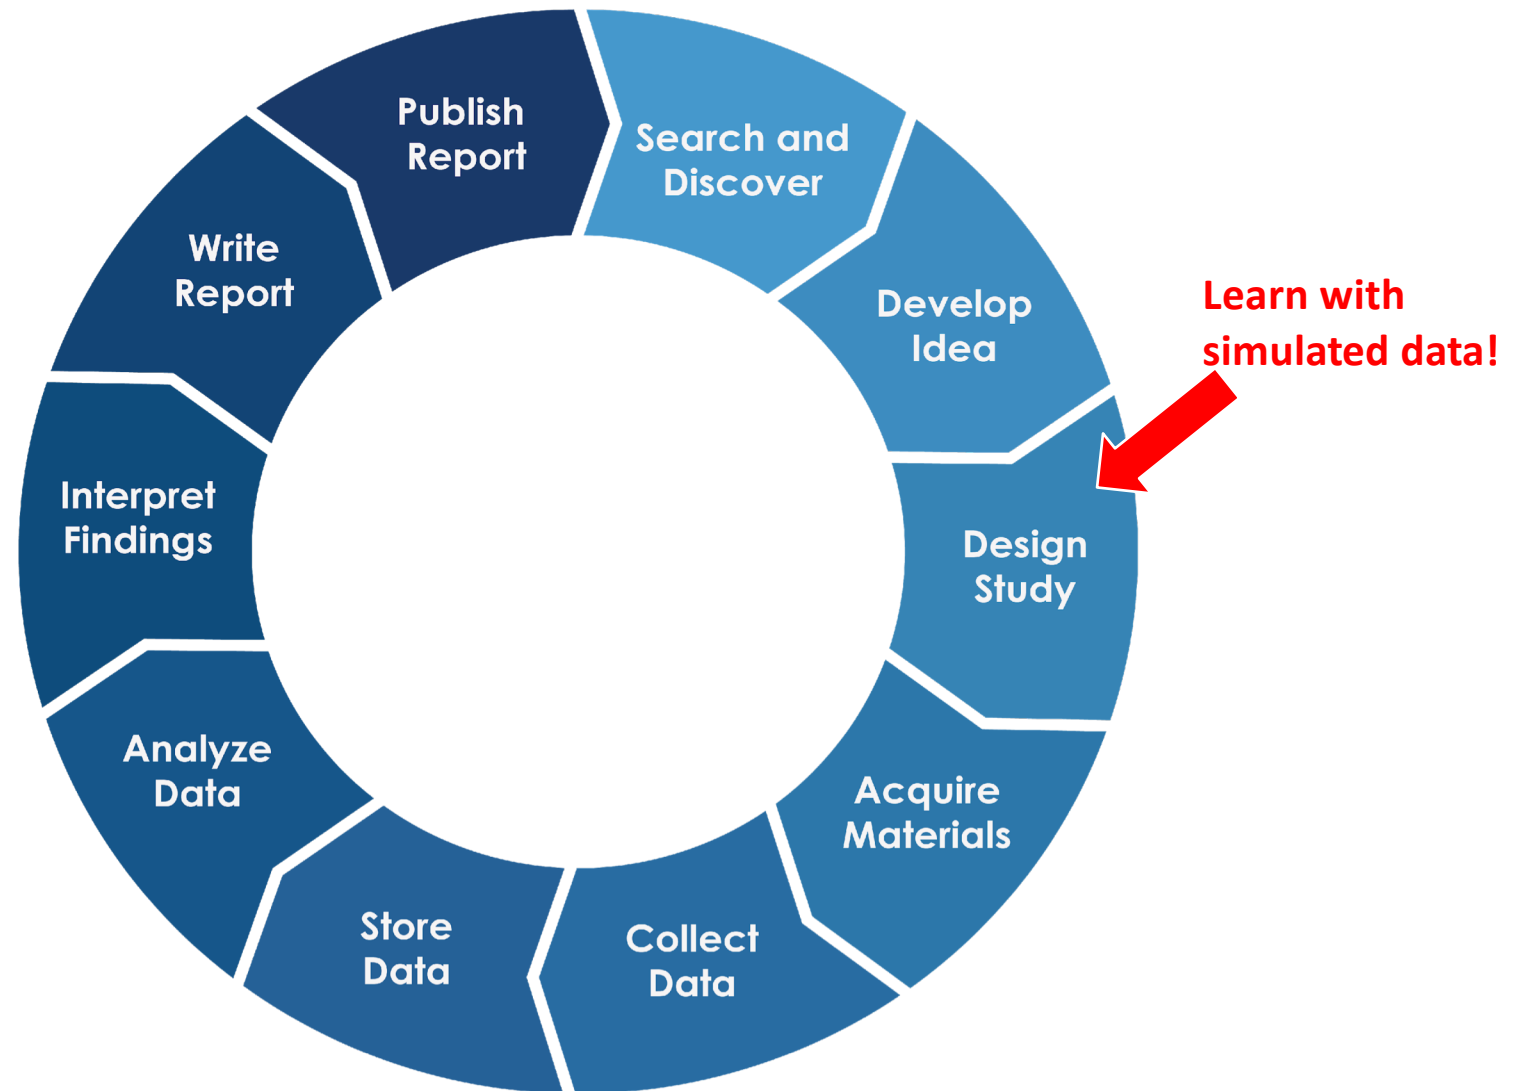 Publish
Report
Search and
Discover
Develop
Idea
Learn with
simulated data!
Design
Study
Acquire
Materials
Collect
Data
Store
Data
Analyze
Data
Interpret
Findings
Write
Report